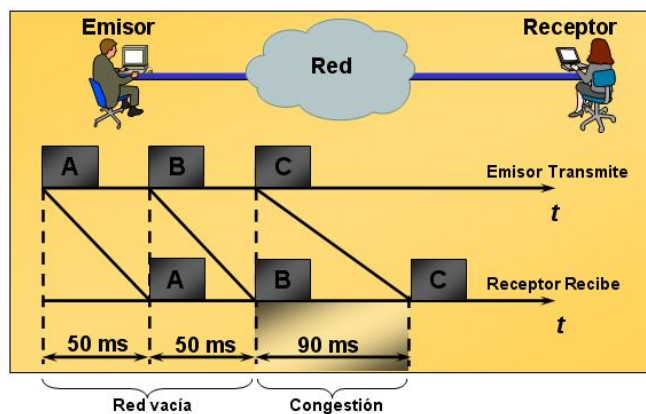 Emisor Receptor
Red
A B C
Emisor Transmite
t
A B C
Receptor Recibe
t
50 ms 50 ms 90 ms
Red vacía Congestión